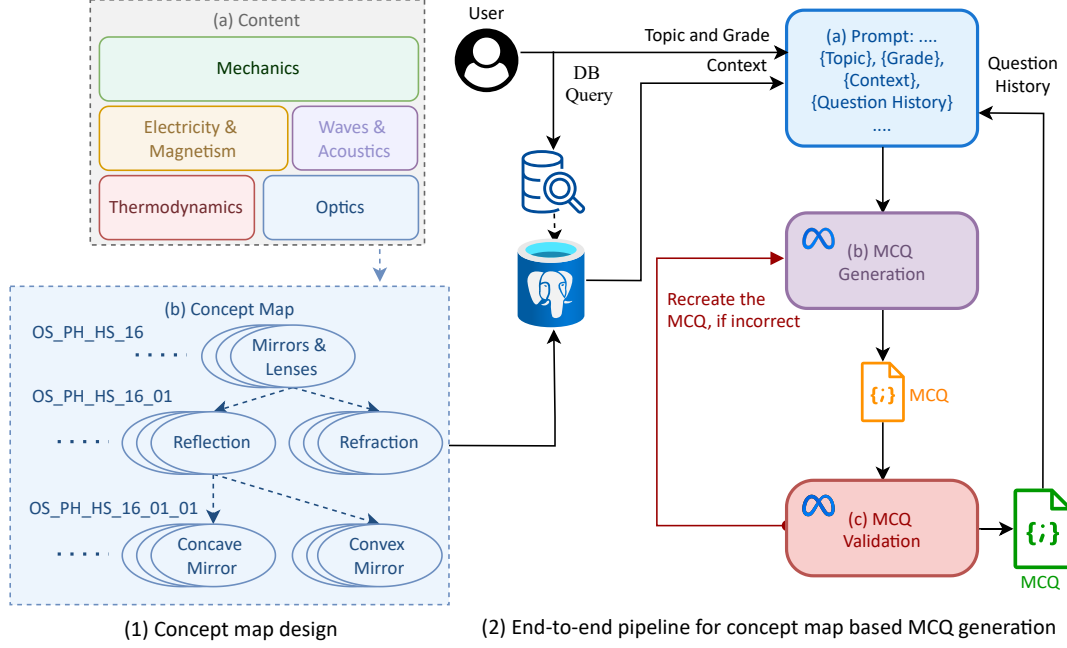 (a) Content
Mechanics
Electricity &
Magnetism
Waves &
Acoustics
Thermodynamics
Optics
(b) Concept Map
OS_PH_HS_16
Mirrors &
Lenses
OS_PH_HS_16_01
Reflection
Refraction
OS_PH_HS_16_01_01
Concave
Mirror
Convex
Mirror
(1) Concept map design
User
Topic and Grade
Context
DB
Query
(a) Prompt: ....
{Topic}, {Grade},
{Context},
{Question History}
....
Question
History
(b) MCQ
Generation
Recreate the
MCQ, if incorrect
{;}
MCQ
(c) MCQ
Validation
{;}
MCQ
(2) End-to-end pipeline for concept map based MCQ generation